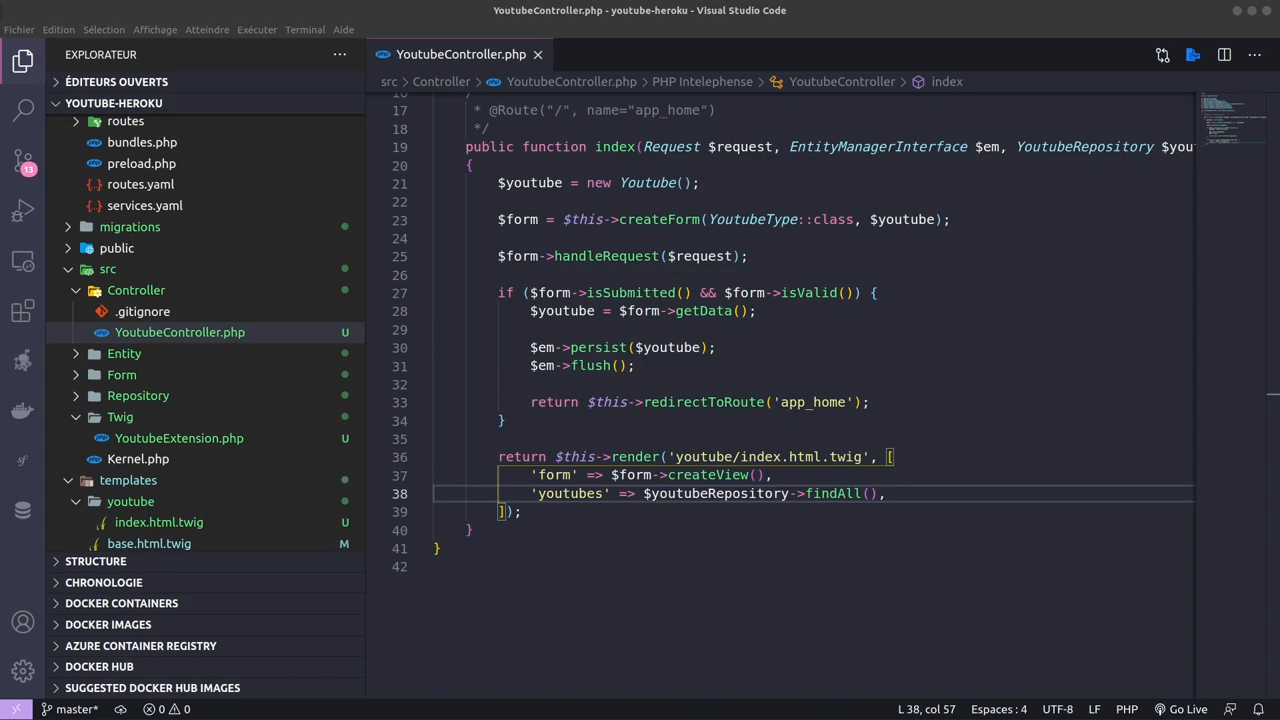 YoutubeController.php - youtube-heroku - Visual Studio Code
Fichier Edition Sélection Affichage Atteindre Exécuter Terminal Aide
EXPLORATEUR
ÉDITEURS OUVERTS
YOUTUBE-HEROKU
routes
bundles.php
preload.php
routes.yaml
services.yaml
migrations
public
src
Controller
.gitignore
YoutubeController.php U
Entity
Form
Repository
Twig
YoutubeExtension.php U
Kernel.php
templates
youtube
index.html.twig U
base.html.twig M
STRUCTURE
CHRONOLOGIE
DOCKER CONTAINERS
DOCKER IMAGES
AZURE CONTAINER REGISTRY
DOCKER HUB
SUGGESTED DOCKER HUB IMAGES
13
YoutubeController.php
src > Controller > YoutubeController.php > PHP Intelephense > YoutubeController > index
17 * @Route("/", name="app_home")
18 */
19 public function index(Request $request, EntityManagerInterface $em, YoutubeRepository $you
20 {
21 $youtube = new Youtube();
22
23 $form = $this->createForm(YoutubeType::class, $youtube);
24
25 $form->handleRequest($request);
26
27 if ($form->isSubmitted() && $form->isValid()) {
28 $youtube = $form->getData();
29
30 $em->persist($youtube);
31 $em->flush();
32
33 return $this->redirectToRoute('app_home');
34 }
35
36 return $this->render('youtube/index.html.twig', [
37 'form' => $form->createView(),
38 'youtubes' => $youtubeRepository->findAll(),
39 ]);
40 }
41 }
42
master* 0 0 L 38, col 57 Espaces : 4 UTF-8 LF PHP Go Live